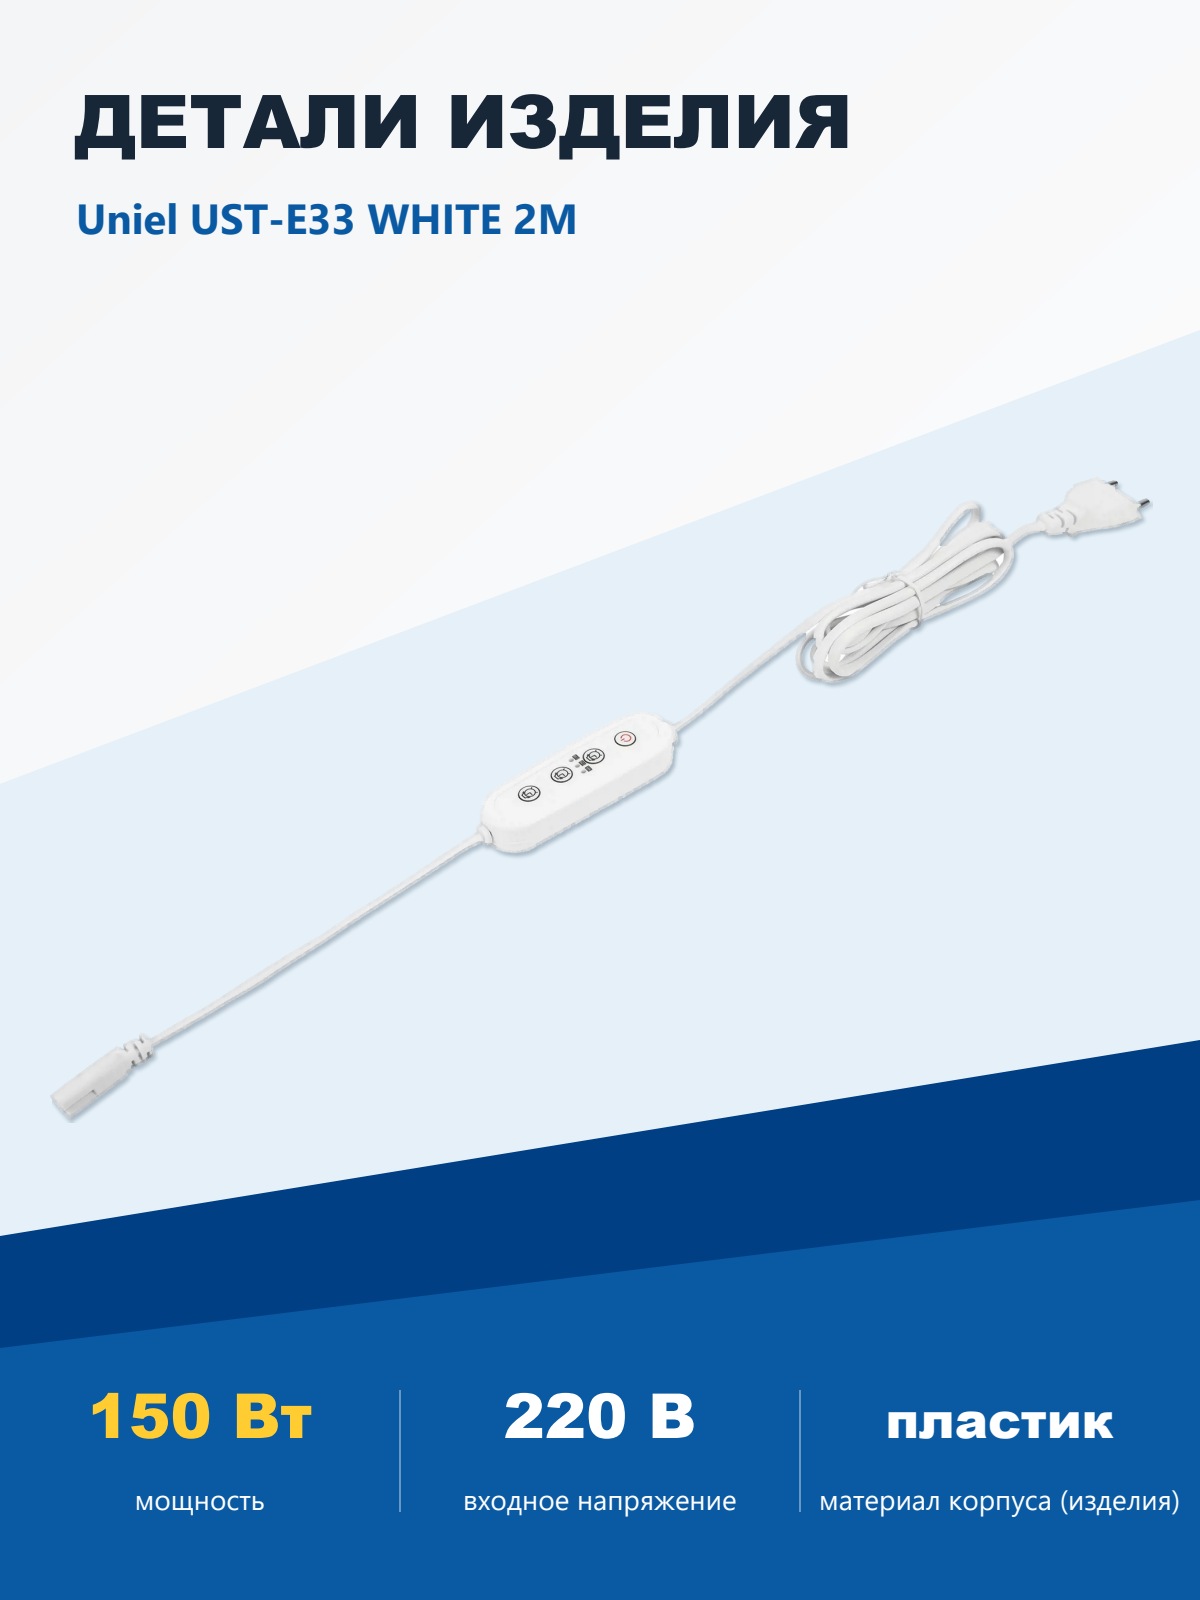 ДЕТАЛИ ИЗДЕЛИЯ
Uniel UST-E33 WHITE 2M
150 Вт
мощность
220 В
входное напряжение
пластик
материал корпуса (изделия)